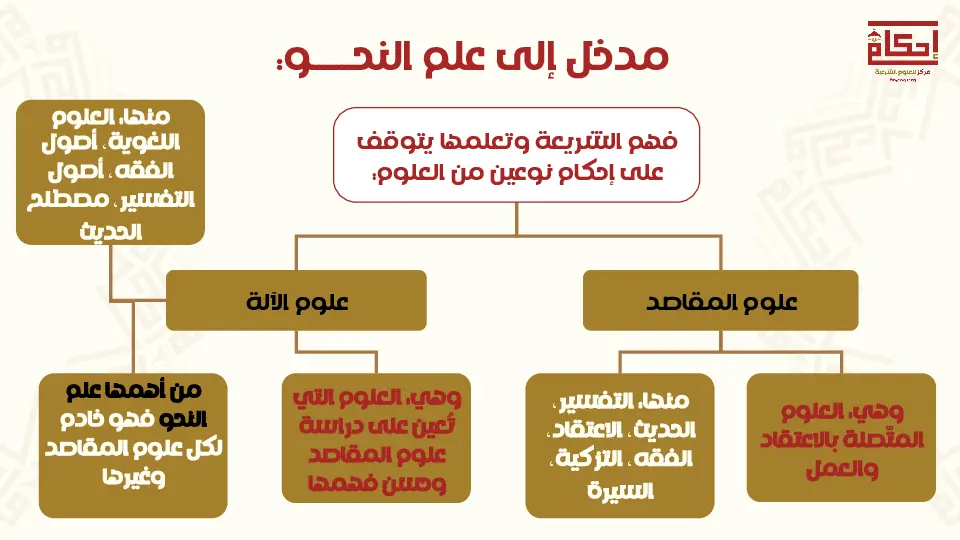 إحكام
مركز للعلوم الشرعية
مدخل إلى علم النحـــــو:
فهم الشريعة وتعلمها يتوقف
على إحكام نوعين من العلوم:
علوم المقاصد
وهي: العلوم
المتّصلة بالاعتقاد
والعمل
منها: التفسير،
الحديث، الاعتقاد،
الفقه، التزكية،
السيرة
علوم الآلة
وهي: العلوم التي
تُعين على دراسة
علوم المقاصد
وحسن فهمها
منها: العلوم
اللغوية، أصول
الفقه، أصول
التفسير، مصطلح
الحديث
من أهمها علم
النحو فهو خادم
لكل علوم المقاصد
وغيرها